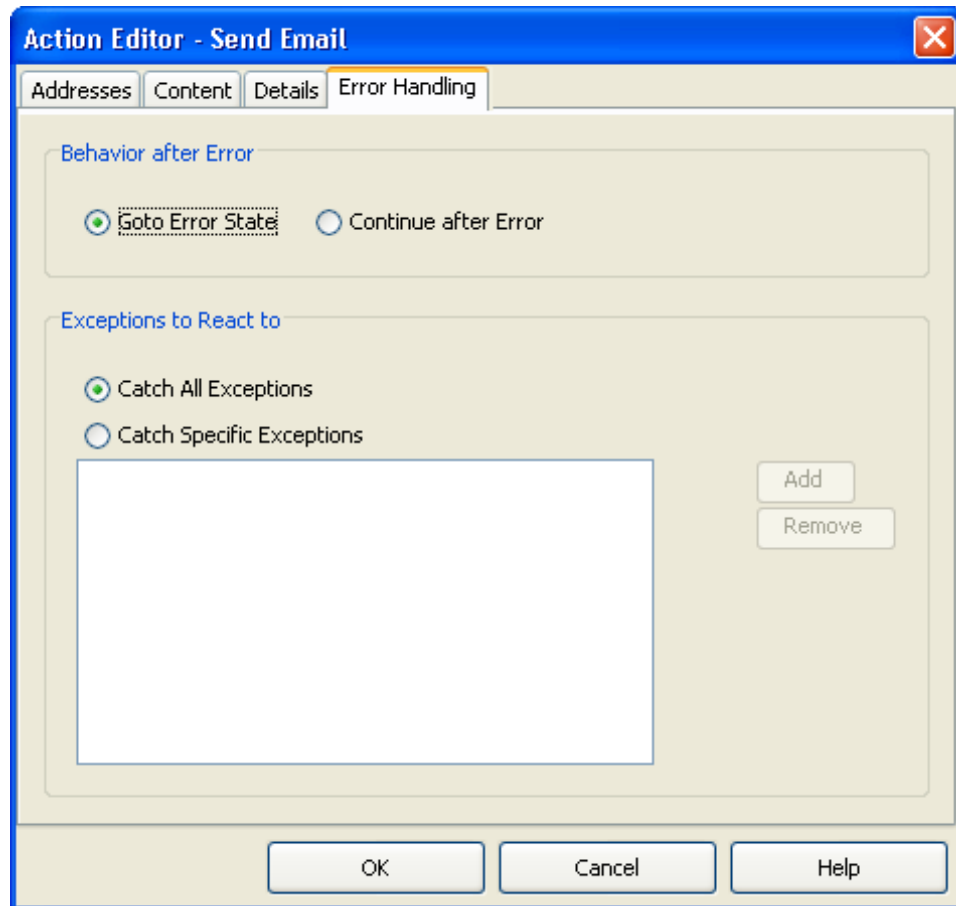 Action Editor - Send Email
Addresses Content Details Error Handling
Behavior after Error
Goto Error State Continue after Error
Exceptions to React to
Catch All Exceptions
Catch Specific Exceptions
Add
Remove
OK Cancel Help